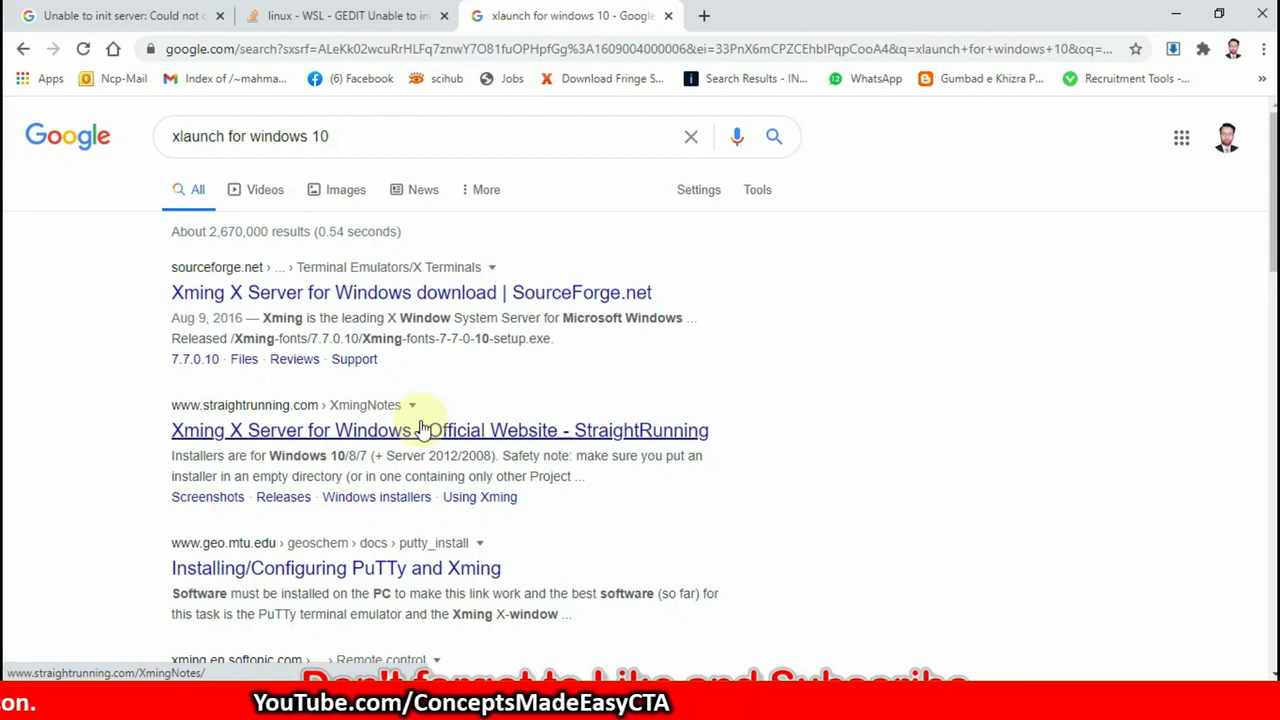 Unable to init server: Could not c
linux - WSL - GEDIT Unable to ini
xlaunch for windows 10 - Google
google.com/search?sxsrf=ALeKk02wcuRrHLFq7znwY7O81fuOPHpfGg%3A1609004000006&ei=33PnX6mCPZCEhbIPqpCooA4&q=xlaunch+for+windows+10&oq=...
Apps Ncp-Mail Index of /~mahma... (6) Facebook scihub Jobs Download Fringe S... Search Results - IN... WhatsApp Gumbad e Khizra P... Recruitment Tools -... »
Google
xlaunch for windows 10
All Videos Images News More Settings Tools
About 2,670,000 results (0.54 seconds)
sourceforge.net › ... › Terminal Emulators/X Terminals
Xming X Server for Windows download | SourceForge.net
Aug 9, 2016 — Xming is the leading X Window System Server for Microsoft Windows ...
Released /Xming-fonts/7.7.0.10/Xming-fonts-7-7-0-10-setup.exe.
7.7.0.10 · Files · Reviews · Support
www.straightrunning.com › XmingNotes
Xming X Server for Windows - Official Website - StraightRunning
Installers are for Windows 10/8/7 (+ Server 2012/2008). Safety note: make sure you put an
installer in an empty directory (or in one containing only other Project ...
Screenshots · Releases · Windows installers · Using Xming
www.geo.mtu.edu › geoschem › docs › putty_install
Installing/Configuring PuTTy and Xming
Software must be installed on the PC to make this link work and the best software (so far) for
this task is the PuTTy terminal emulator and the Xming X-window ...
xming.en.softonic.com › ... › Remote control
www.straightrunning.com/XmingNotes/
Don't forget to Like and Subscribe
con.
YouTube.com/ConceptsMadeEasyCTA